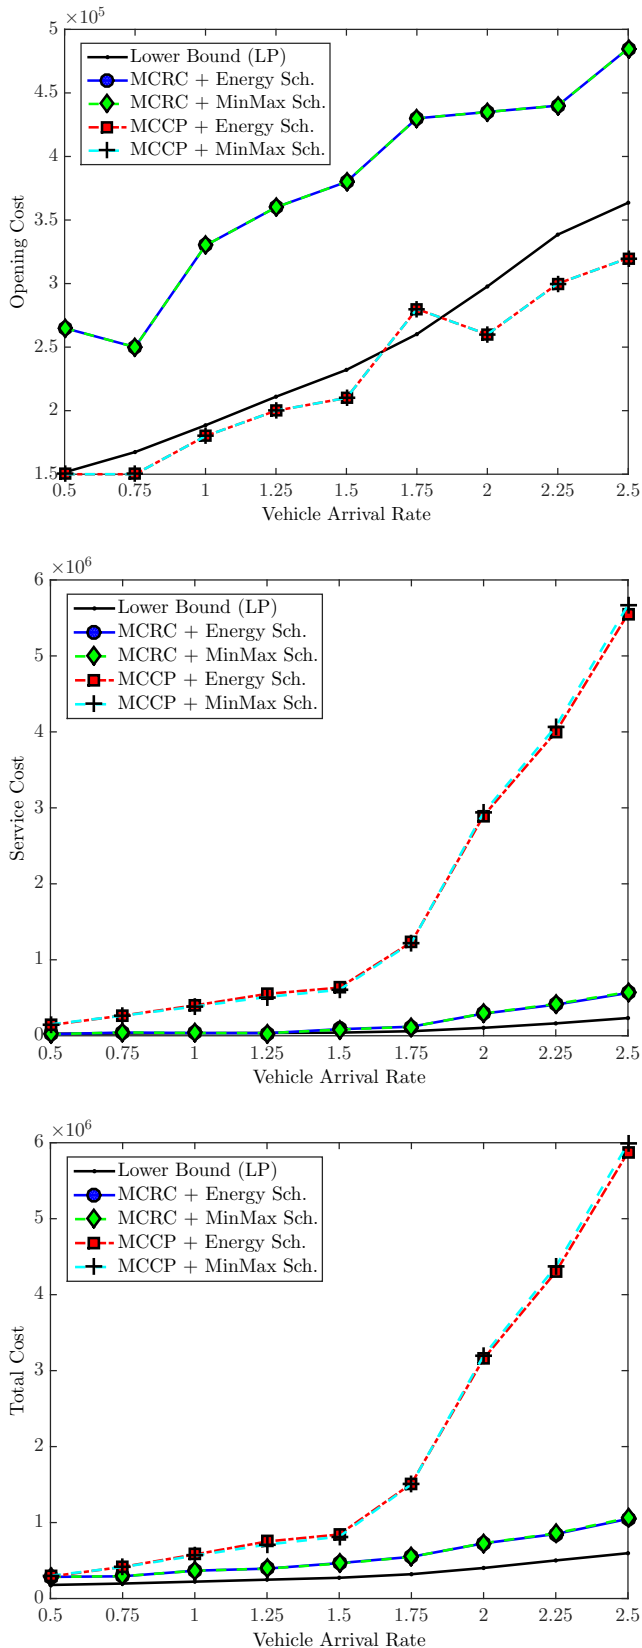 ×10⁵
5
4.5
4
3.5
3
2.5
2
1.5
Opening Cost
Lower Bound (LP)
MCRC + Energy Sch.
MCRC + MinMax Sch.
MCCP + Energy Sch.
MCCP + MinMax Sch.
0.5 0.75 1 1.25 1.5 1.75 2 2.25 2.5
Vehicle Arrival Rate
×10⁶
6
5
4
3
2
1
0
Service Cost
Lower Bound (LP)
MCRC + Energy Sch.
MCRC + MinMax Sch.
MCCP + Energy Sch.
MCCP + MinMax Sch.
0.5 0.75 1 1.25 1.5 1.75 2 2.25 2.5
Vehicle Arrival Rate
×10⁶
6
5
4
3
2
1
0
Total Cost
Lower Bound (LP)
MCRC + Energy Sch.
MCRC + MinMax Sch.
MCCP + Energy Sch.
MCCP + MinMax Sch.
0.5 0.75 1 1.25 1.5 1.75 2 2.25 2.5
Vehicle Arrival Rate